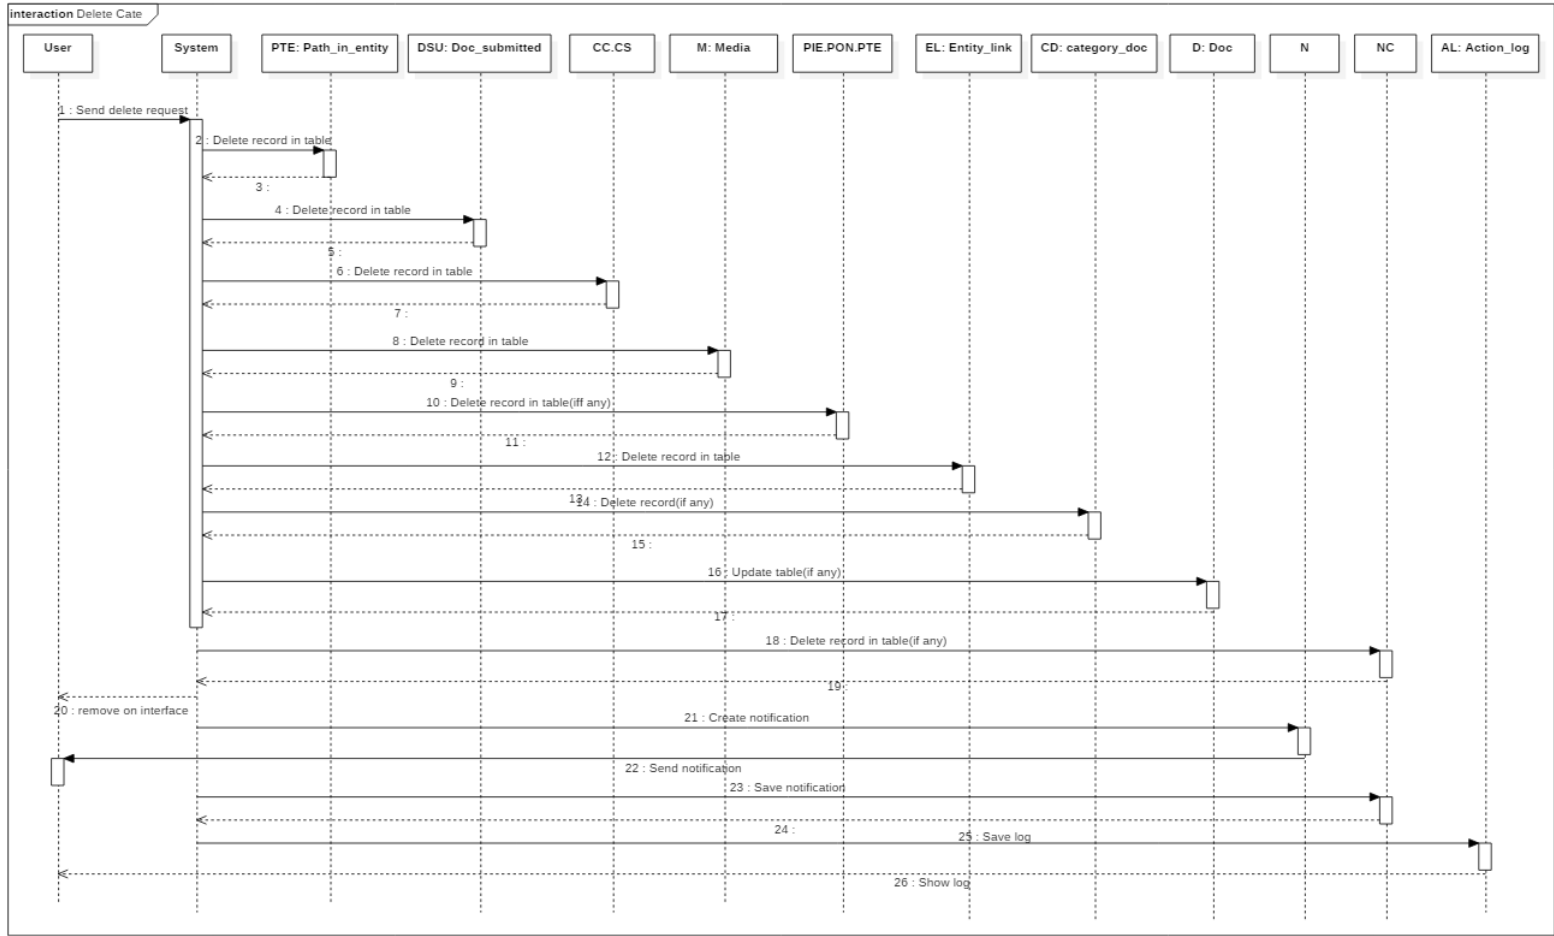 interaction Delete Cate
User
System
PTE: Path_in_entity
DSU: Doc_submitted
CC.CS
M: Media
PIE.PON.PTE
EL: Entity_link
CD: category_doc
D: Doc
N
NC
AL: Action_log
1 : Send delete request
2 : Delete record in table
3 :
4 : Delete record in table
5 :
6 : Delete record in table
7 :
8 : Delete record in table
9 :
10 : Delete record in table(iff any)
11 :
12 : Delete record in table
13 :
14 : Delete record(if any)
15 :
16 : Update table(if any)
17 :
18 : Delete record in table(if any)
19 :
20 : remove on interface
21 : Create notification
22 : Send notification
23 : Save notification
24 :
25 : Save log
26 : Show log